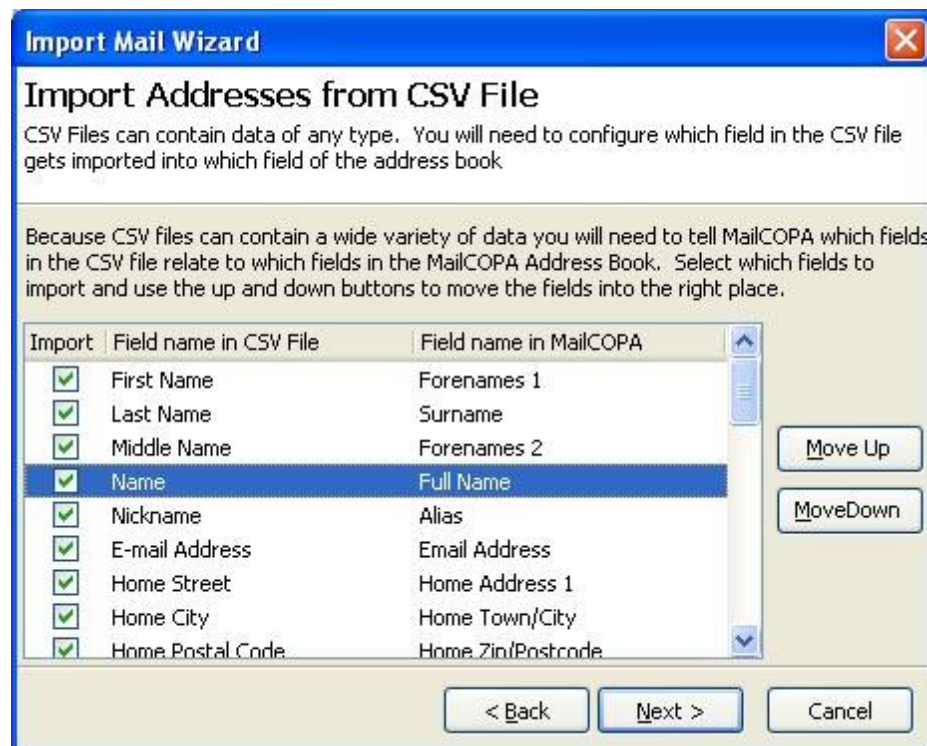 Import Mail Wizard
Import Addresses from CSV File
CSV Files can contain data of any type.  You will need to configure which field in the CSV file
gets imported into which field of the address book
Because CSV files can contain a wide variety of data you will need to tell MailCOPA which fields
in the CSV file relate to which fields in the MailCOPA Address Book.  Select which fields to
import and use the up and down buttons to move the fields into the right place.
Import Field name in CSV File Field name in MailCOPA
First Name Forenames 1
Last Name Surname
Middle Name Forenames 2
Name Full Name
Nickname Alias
E-mail Address Email Address
Home Street Home Address 1
Home City Home Town/City
Home Postal Code Home Zip/Postcode
Move Up
MoveDown
< Back Next > Cancel